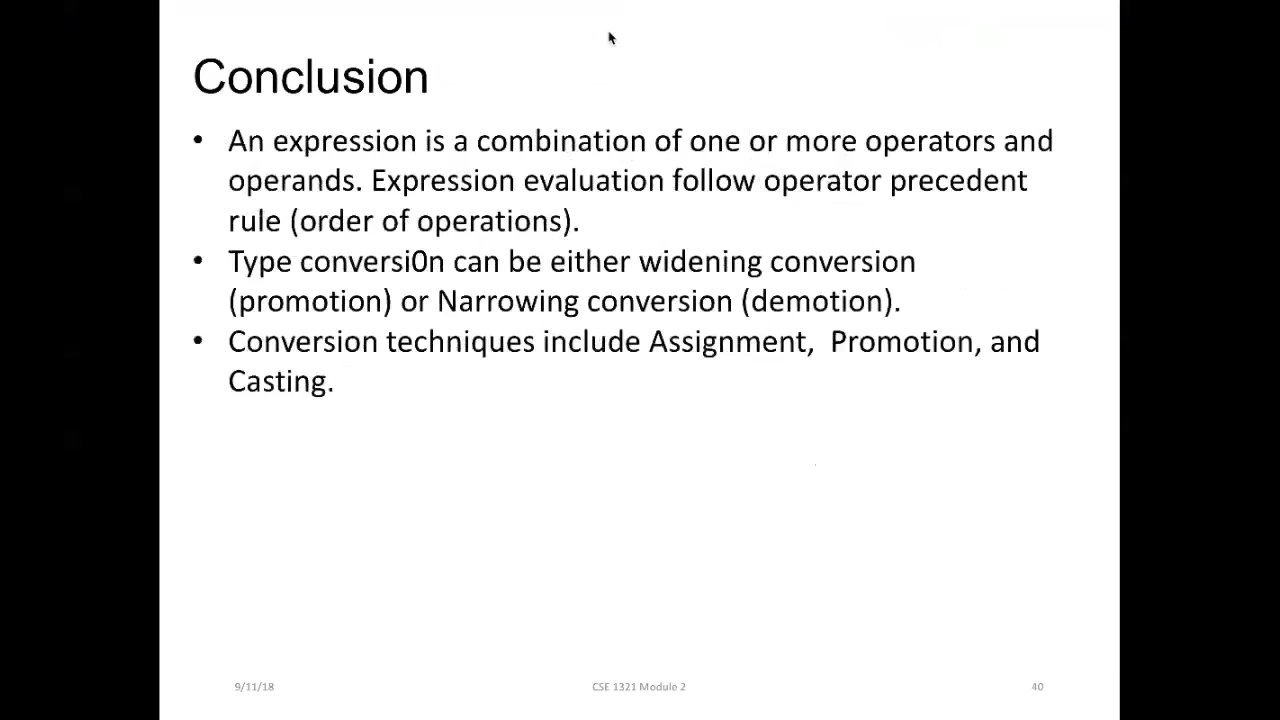 Conclusion
• An expression is a combination of one or more operators and
operands. Expression evaluation follow operator precedent
rule (order of operations).
• Type conversi0n can be either widening conversion
(promotion) or Narrowing conversion (demotion).
• Conversion techniques include Assignment,  Promotion, and
Casting.
9/11/18
CSE 1321 Module 2
40